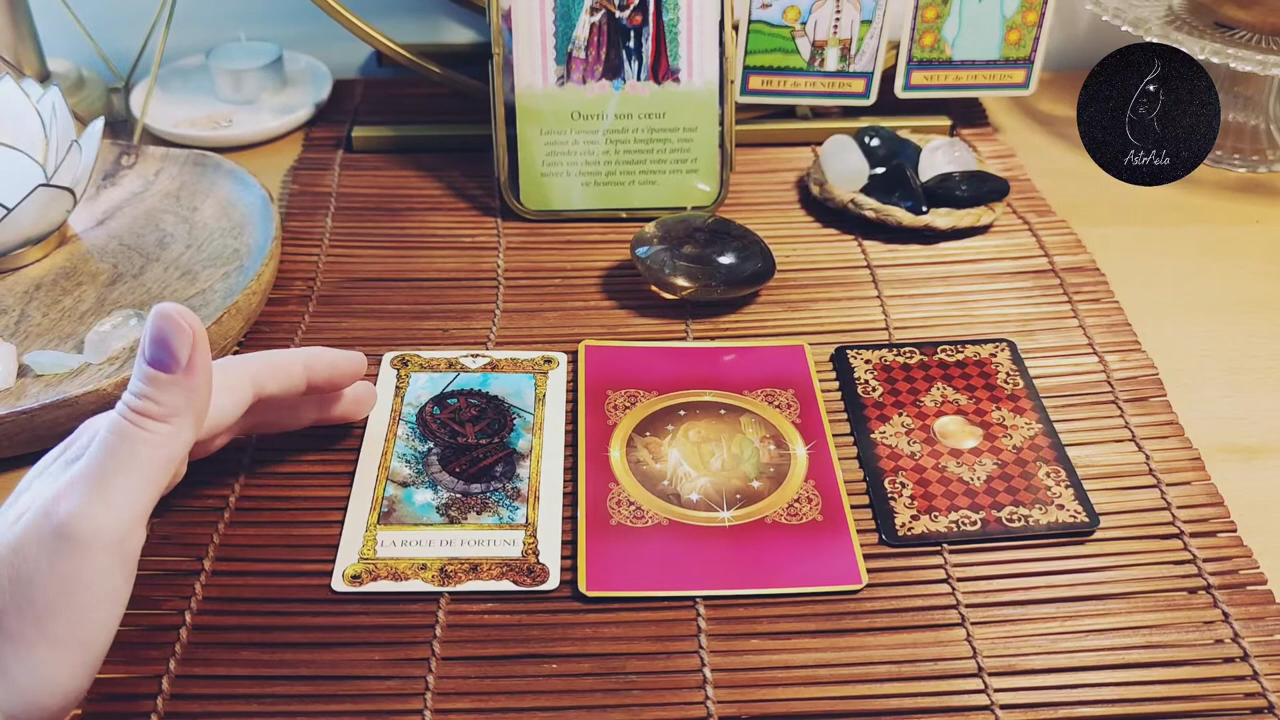 HUIT de DENIERS
NEUF de DENIERS
Ouvrir son cœur
Laissez l'amour grandir et s'épanouir tout
autour de vous. Depuis longtemps, vous
attendez cela ; or, le moment est arrivé.
Faites vos choix en écoutant votre cœur et
suivez le chemin qui vous mènera vers une
vie heureuse et saine.
AstrAela
LA ROUE DE FORTUNE